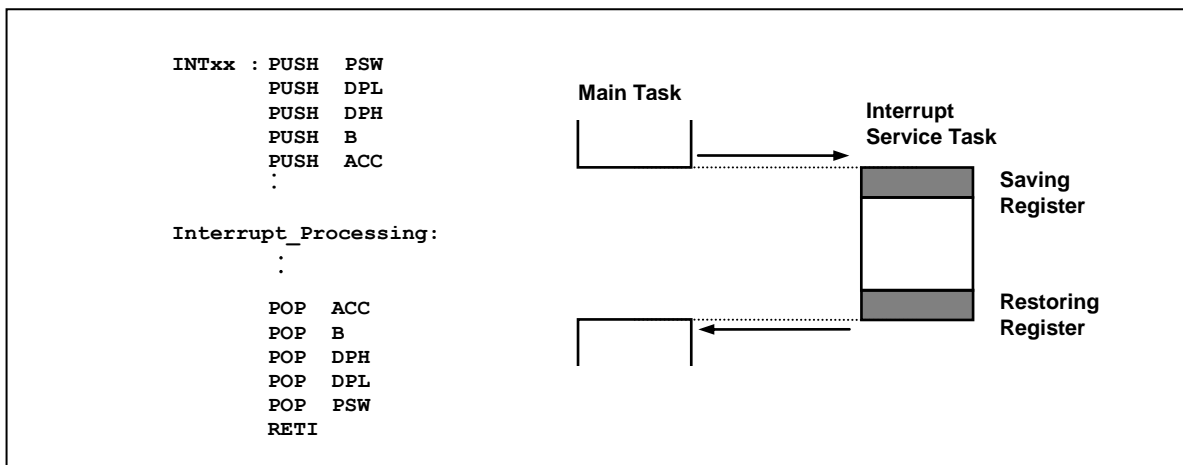 INTxx : PUSH PSW
PUSH DPL
PUSH DPH
PUSH B
PUSH ACC
:
Interrupt_Processing:
:
:
POP ACC
POP B
POP DPH
POP DPL
POP PSW
RETI
Main Task
Interrupt
Service Task
Saving
Register
Restoring
Register